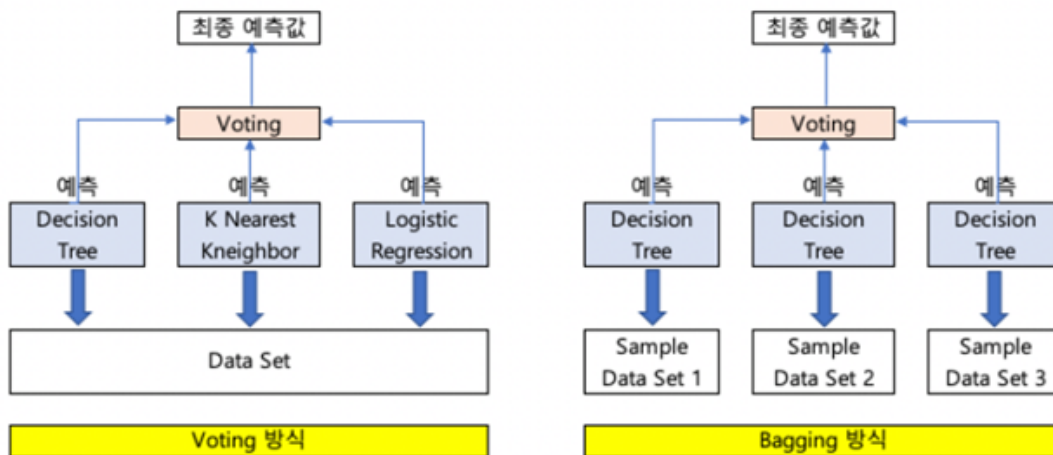 최종 예측값
Voting
예측
예측
예측
Decision
Tree
K Nearest
Kneighbor
Logistic
Regression
Data Set
Voting 방식
최종 예측값
Voting
예측
예측
예측
Decision
Tree
Decision
Tree
Decision
Tree
Sample
Data Set 1
Sample
Data Set 2
Sample
Data Set 3
Bagging 방식